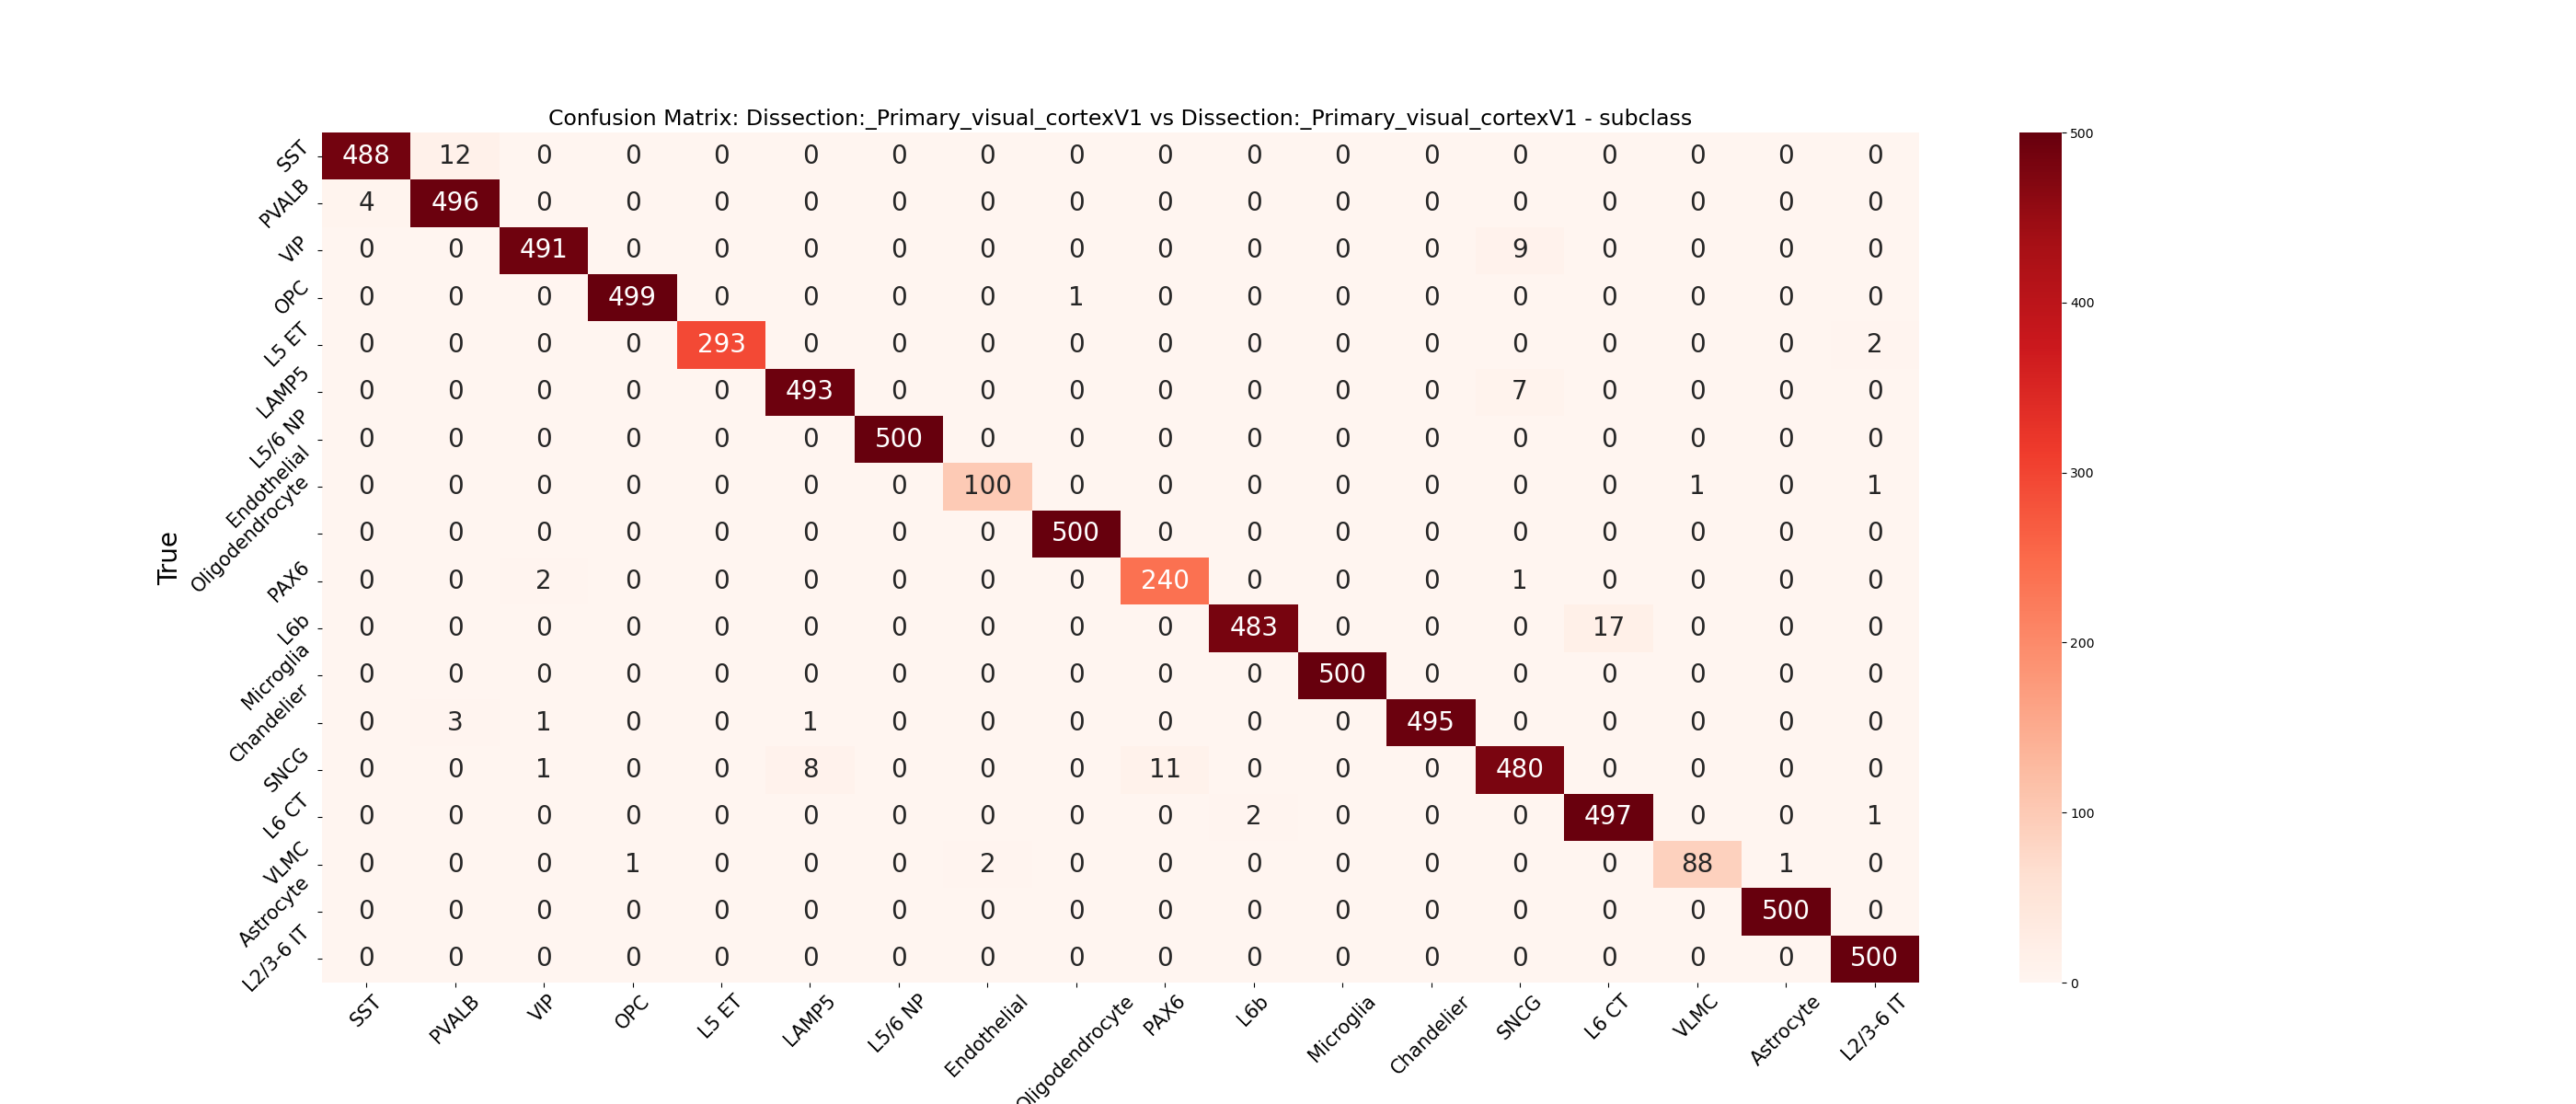 Confusion Matrix: Dissection:_Primary_visual_cortexV1 vs Dissection:_Primary_visual_cortexV1 - subclass
True
SST 488 12 0 0 0 0 0 0 0 0 0 0 0 0 0 0 0 0
PVALB 4 496 0 0 0 0 0 0 0 0 0 0 0 0 0 0 0 0
VIP 0 0 491 0 0 0 0 0 0 0 0 0 0 9 0 0 0 0
OPC 0 0 0 499 0 0 0 0 1 0 0 0 0 0 0 0 0 0
L5 ET 0 0 0 0 293 0 0 0 0 0 0 0 0 0 0 0 0 2
LAMP5 0 0 0 0 0 493 0 0 0 0 0 0 0 7 0 0 0 0
L5/6 NP 0 0 0 0 0 0 500 0 0 0 0 0 0 0 0 0 0 0
Endothelial 0 0 0 0 0 0 0 100 0 0 0 0 0 0 0 1 0 1
Oligodendrocyte 0 0 0 0 0 0 0 0 500 0 0 0 0 0 0 0 0 0
PAX6 0 0 2 0 0 0 0 0 0 240 0 0 0 1 0 0 0 0
L6b 0 0 0 0 0 0 0 0 0 0 483 0 0 0 17 0 0 0
Microglia 0 0 0 0 0 0 0 0 0 0 0 500 0 0 0 0 0 0
Chandelier 0 3 1 0 0 1 0 0 0 0 0 0 495 0 0 0 0 0
SNCG 0 0 1 0 0 8 0 0 0 11 0 0 0 480 0 0 0 0
L6 CT 0 0 0 0 0 0 0 0 0 0 2 0 0 0 497 0 0 1
VLMC 0 0 0 1 0 0 0 2 0 0 0 0 0 0 0 88 1 0
Astrocyte 0 0 0 0 0 0 0 0 0 0 0 0 0 0 0 0 500 0
L2/3-6 IT 0 0 0 0 0 0 0 0 0 0 0 0 0 0 0 0 0 500
SST PVALB VIP OPC L5 ET LAMP5 L5/6 NP Endothelial Oligodendrocyte PAX6 L6b Microglia Chandelier SNCG L6 CT VLMC Astrocyte L2/3-6 IT
500
400
300
200
100
0